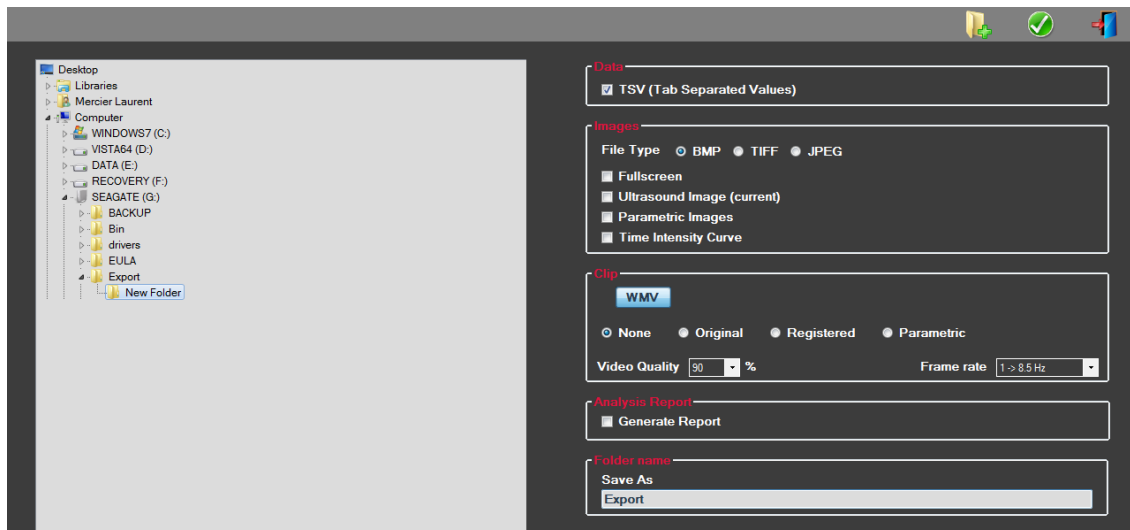 Desktop
Libraries
Mercier Laurent
Computer
WINDOWS7 (C:)
VISTA64 (D:)
DATA (E:)
RECOVERY (F:)
SEAGATE (G:)
BACKUP
Bin
drivers
EULA
Export
New Folder
Data
TSV (Tab Separated Values)
Images
File Type BMP TIFF JPEG
Fullscreen
Ultrasound Image (current)
Parametric Images
Time Intensity Curve
Clip
WMV
None Original Registered Parametric
Video Quality 90 % Frame rate 1 -> 8.5 Hz
Analysis Report
Generate Report
Folder name
Save As
Export